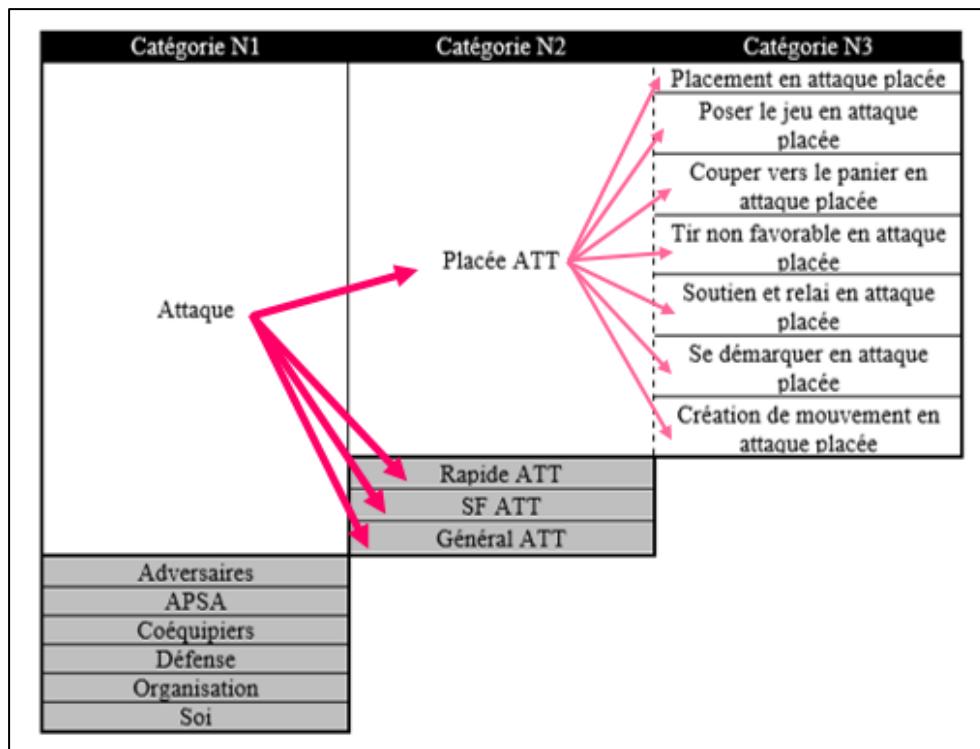 Catégorie N1
Catégorie N2
Catégorie N3
Attaque
Placée ATT
Placement en attaque placée
Poser le jeu en attaque
placée
Couper vers le panier en
attaque placée
Tir non favorable en attaque
placée
Soutien et relai en attaque
placée
Se démarquer en attaque
placée
Création de mouvement en
attaque placée
Rapide ATT
SF ATT
Général ATT
Adversaires
APSA
Coéquipiers
Défense
Organisation
Soi